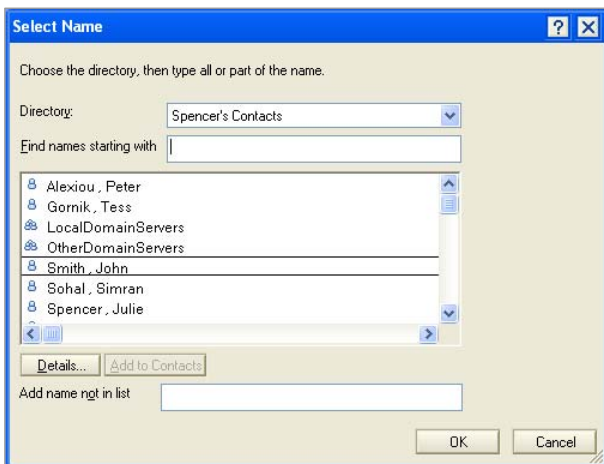 Select Name
Choose the directory, then type all or part of the name.
Directory: Spencer's Contacts
Find names starting with
Alexiou , Peter
Gornik , Tess
LocalDomainServers
OtherDomainServers
Smith , John
Sohal , Simran
Spencer , Julie
Details... Add to Contacts
Add name not in list
OK Cancel